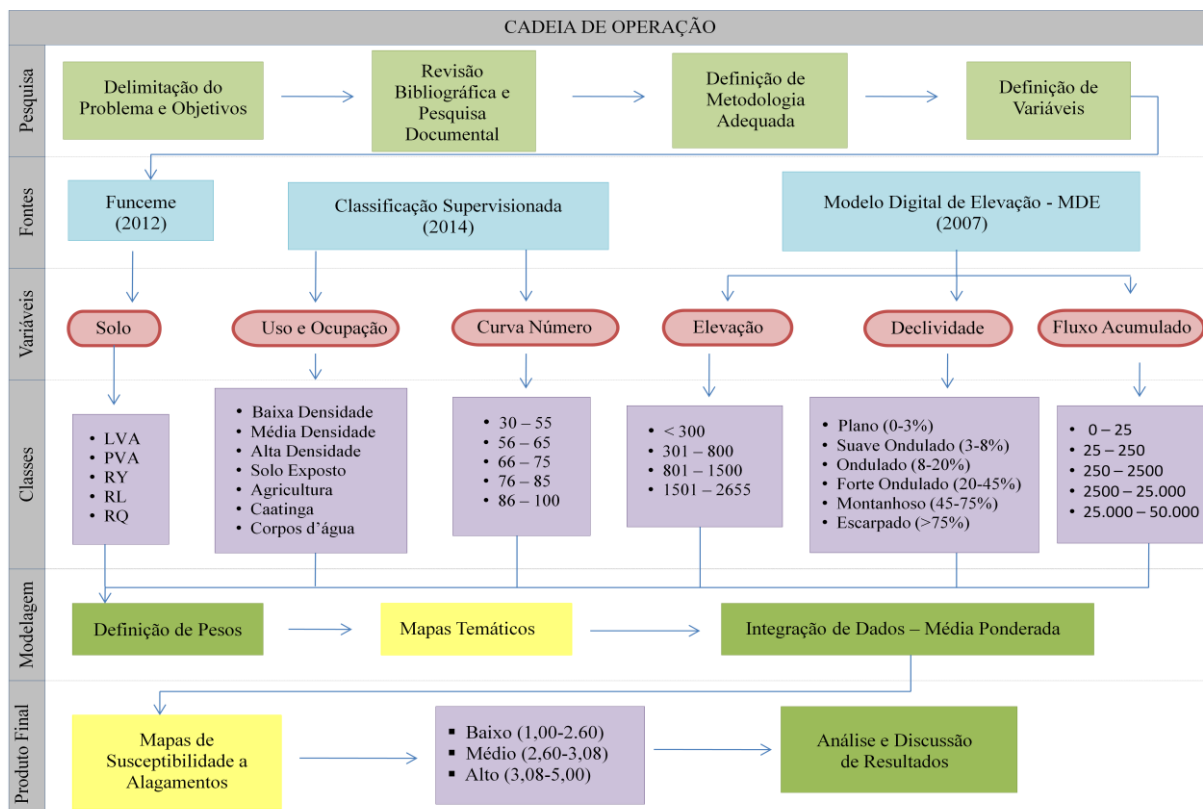 CADEIA DE OPERAÇÃO
Pesquisa
Delimitação do
Problema e Objetivos
Revisão
Bibliográfica e
Pesquisa
Documental
Definição de
Metodologia
Adequada
Definição de
Variáveis
Fontes
Funceme
(2012)
Classificação Supervisionada
(2014)
Modelo Digital de Elevação - MDE
(2007)
Variáveis
Solo
Uso e Ocupação
Curva Número
Elevação
Declividade
Fluxo Acumulado
Classes
• LVA
• PVA
• RY
• RL
• RQ
• Baixa Densidade
• Média Densidade
• Alta Densidade
• Solo Exposto
• Agricultura
• Caatinga
• Corpos d'água
• 30 – 55
• 56 – 65
• 66 – 75
• 76 – 85
• 86 – 100
• < 300
• 301 – 800
• 801 – 1500
• 1501 – 2655
• Plano (0-3%)
• Suave Ondulado (3-8%)
• Ondulado (8-20%)
• Forte Ondulado (20-45%)
• Montanhoso (45-75%)
• Escarpado (>75%)
• 0 – 25
• 25 – 250
• 250 – 2500
• 2500 – 25.000
• 25.000 – 50.000
Modelagem
Definição de Pesos
Mapas Temáticos
Integração de Dados – Média Ponderada
Produto Final
Mapas de
Susceptibilidade a
Alagamentos
▪ Baixo (1,00-2.60)
▪ Médio (2,60-3,08)
▪ Alto (3,08-5,00)
Análise e Discussão
de Resultados